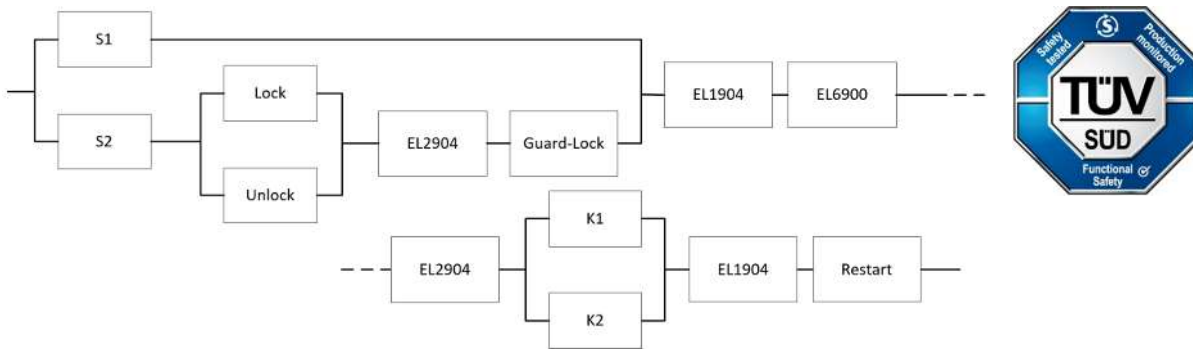 S1
S2
Lock
Unlock
EL2904
Guard-Lock
EL1904
EL6900
EL2904
K1
K2
EL1904
Restart
Safety
tested
Production
monitored
TÜV
SÜD
Functional
Safety